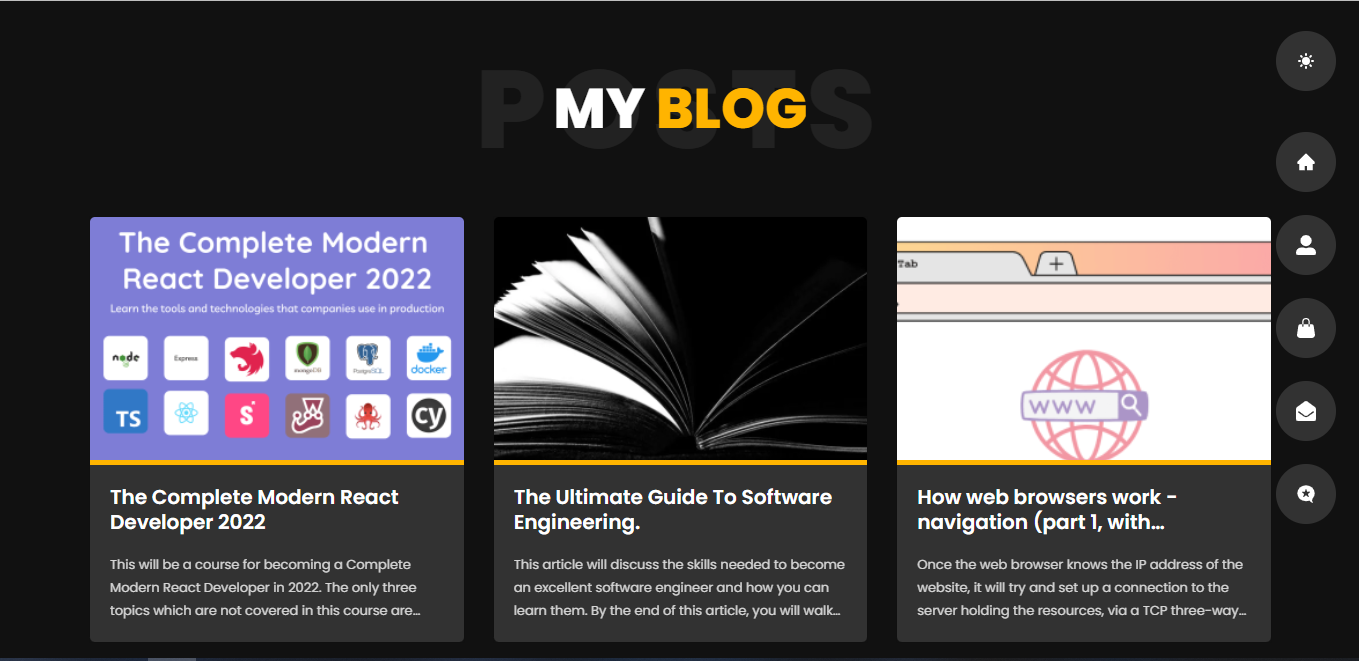 POSTS
MY BLOG
The Complete Modern
React Developer 2022
Learn the tools and technologies that companies use in production
node
Express
mongoDB
PostgreSQL
docker
TS
S
cy
Tab
+
WWW
The Complete Modern React
Developer 2022
This will be a course for becoming a Complete
Modern React Developer in 2022. The only three
topics which are not covered in this course are...
The Ultimate Guide To Software
Engineering.
This article will discuss the skills needed to become
an excellent software engineer and how you can
learn them. By the end of this article, you will walk...
How web browsers work -
navigation (part 1, with...
Once the web browser knows the IP address of the
website, it will try and set up a connection to the
server holding the resources, via a TCP three-way...